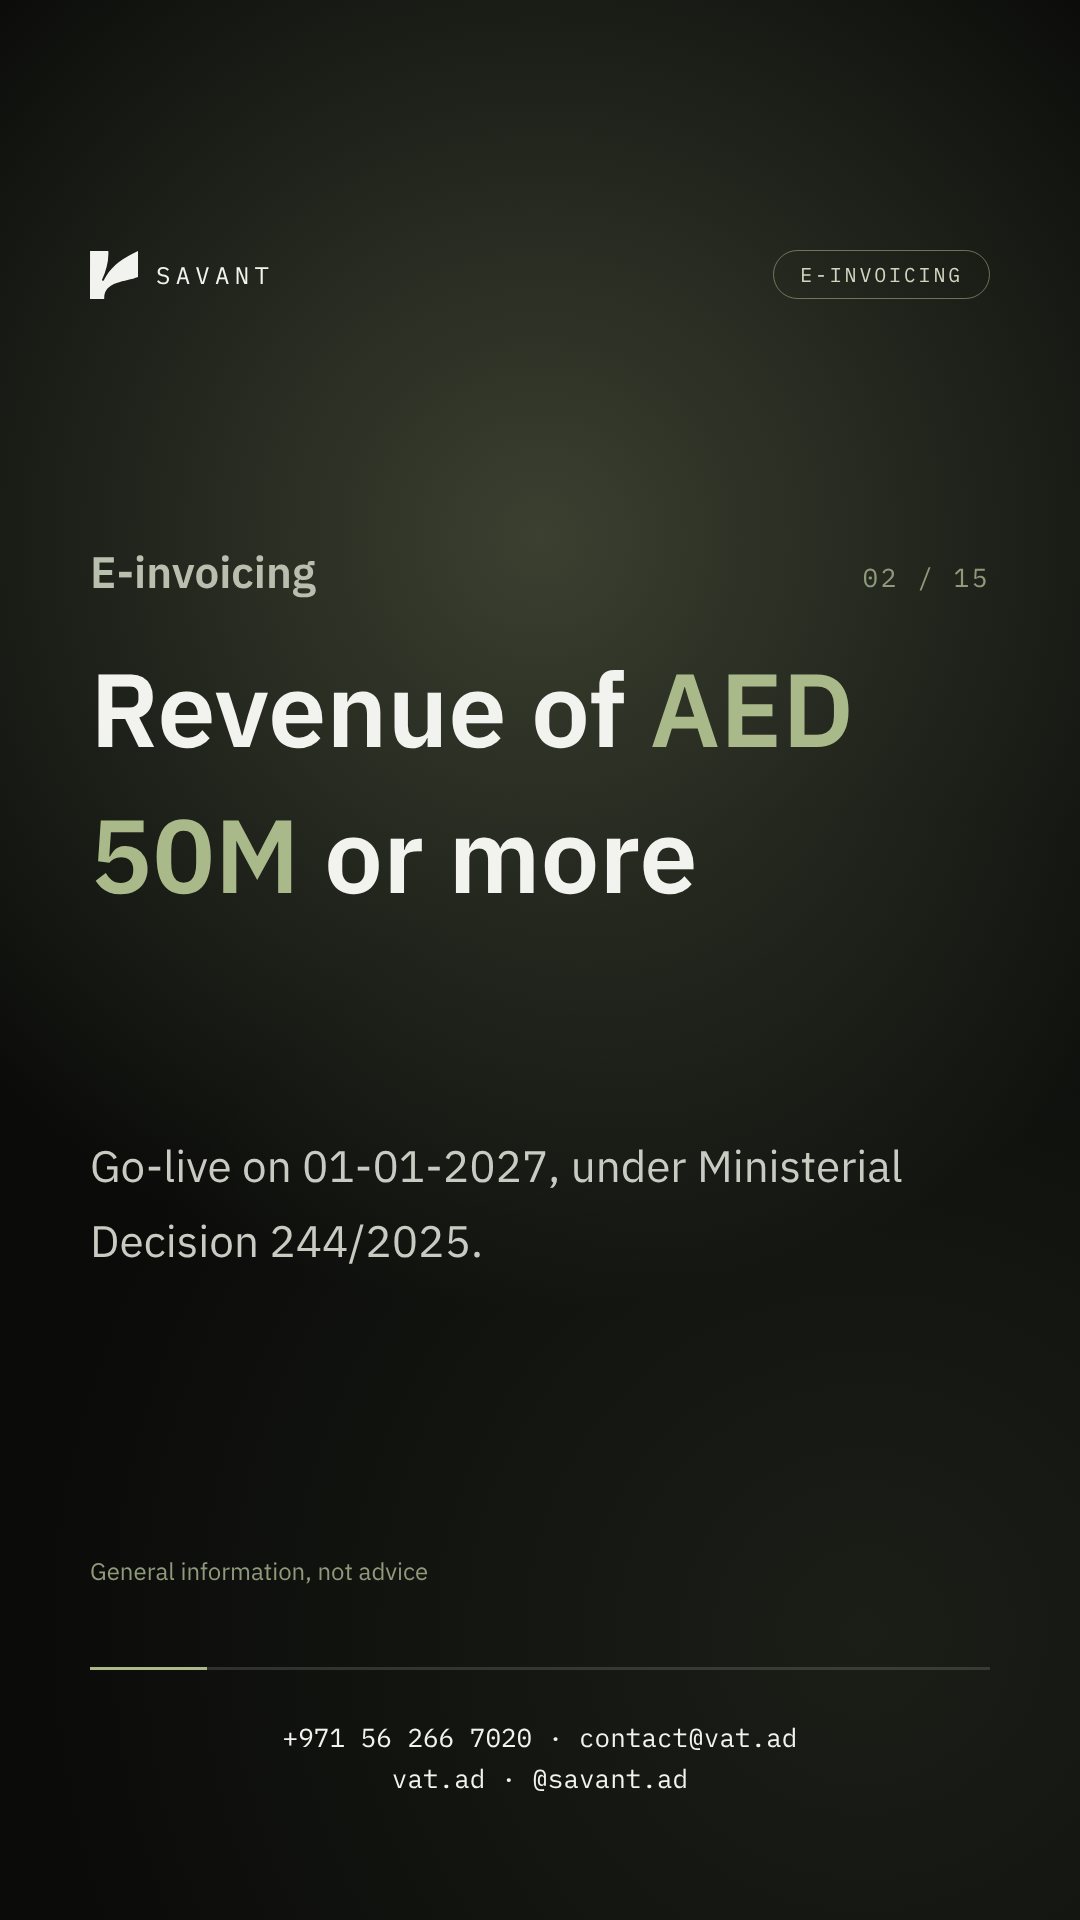 SAVANT
E-INVOICING
E-invoicing
02 / 15
Revenue of AED
50M or more
Go-live on 01-01-2027, under Ministerial
Decision 244/2025.
General information, not advice
+971 56 266 7020 · contact@vat.ad
vat.ad · @savant.ad